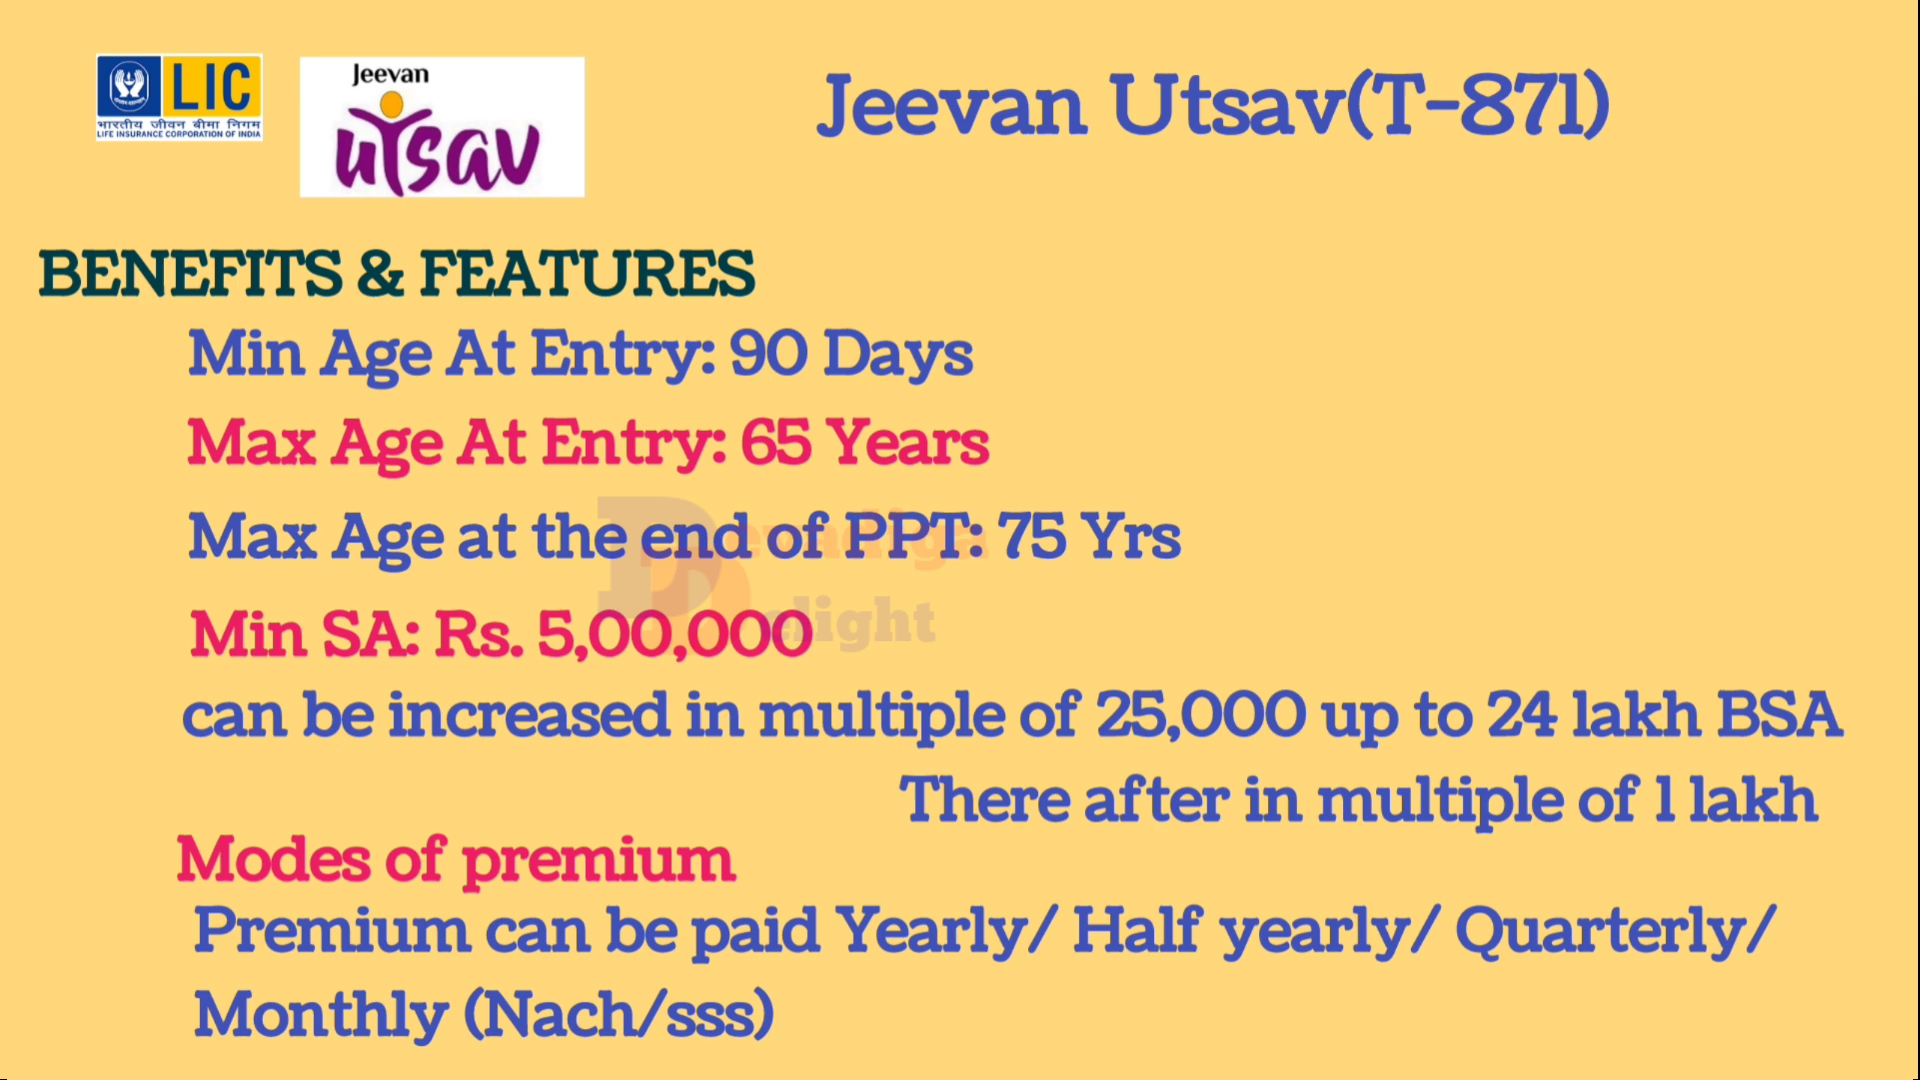 LIC
भारतीय जीवन बीमा निगम
LIFE INSURANCE CORPORATION OF INDIA
Jeevan
utsav
Jeevan Utsav(T-871)
BENEFITS & FEATURES
Min Age At Entry: 90 Days
Max Age At Entry: 65 Years
Max Age at the end of PPT: 75 Yrs
Devadiga
Delight
Min SA: Rs. 5,00,000
can be increased in multiple of 25,000 up to 24 lakh BSA
There after in multiple of 1 lakh
Modes of premium
Premium can be paid Yearly/ Half yearly/ Quarterly/
Monthly (Nach/sss)